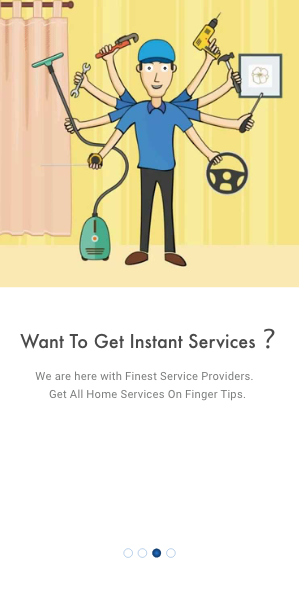 Want To Get Instant Services ?
We are here with Finest Service Providers.
Get All Home Services On Finger Tips.